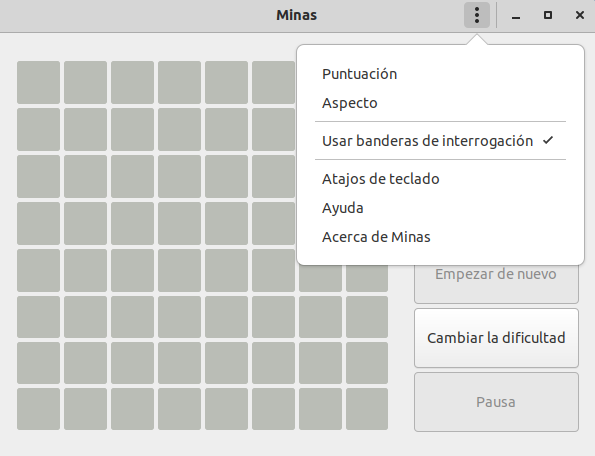 Minas
Puntuación
Aspecto
Usar banderas de interrogación
Atajos de teclado
Ayuda
Acerca de Minas
Empezar de nuevo
Cambiar la dificultad
Pausa